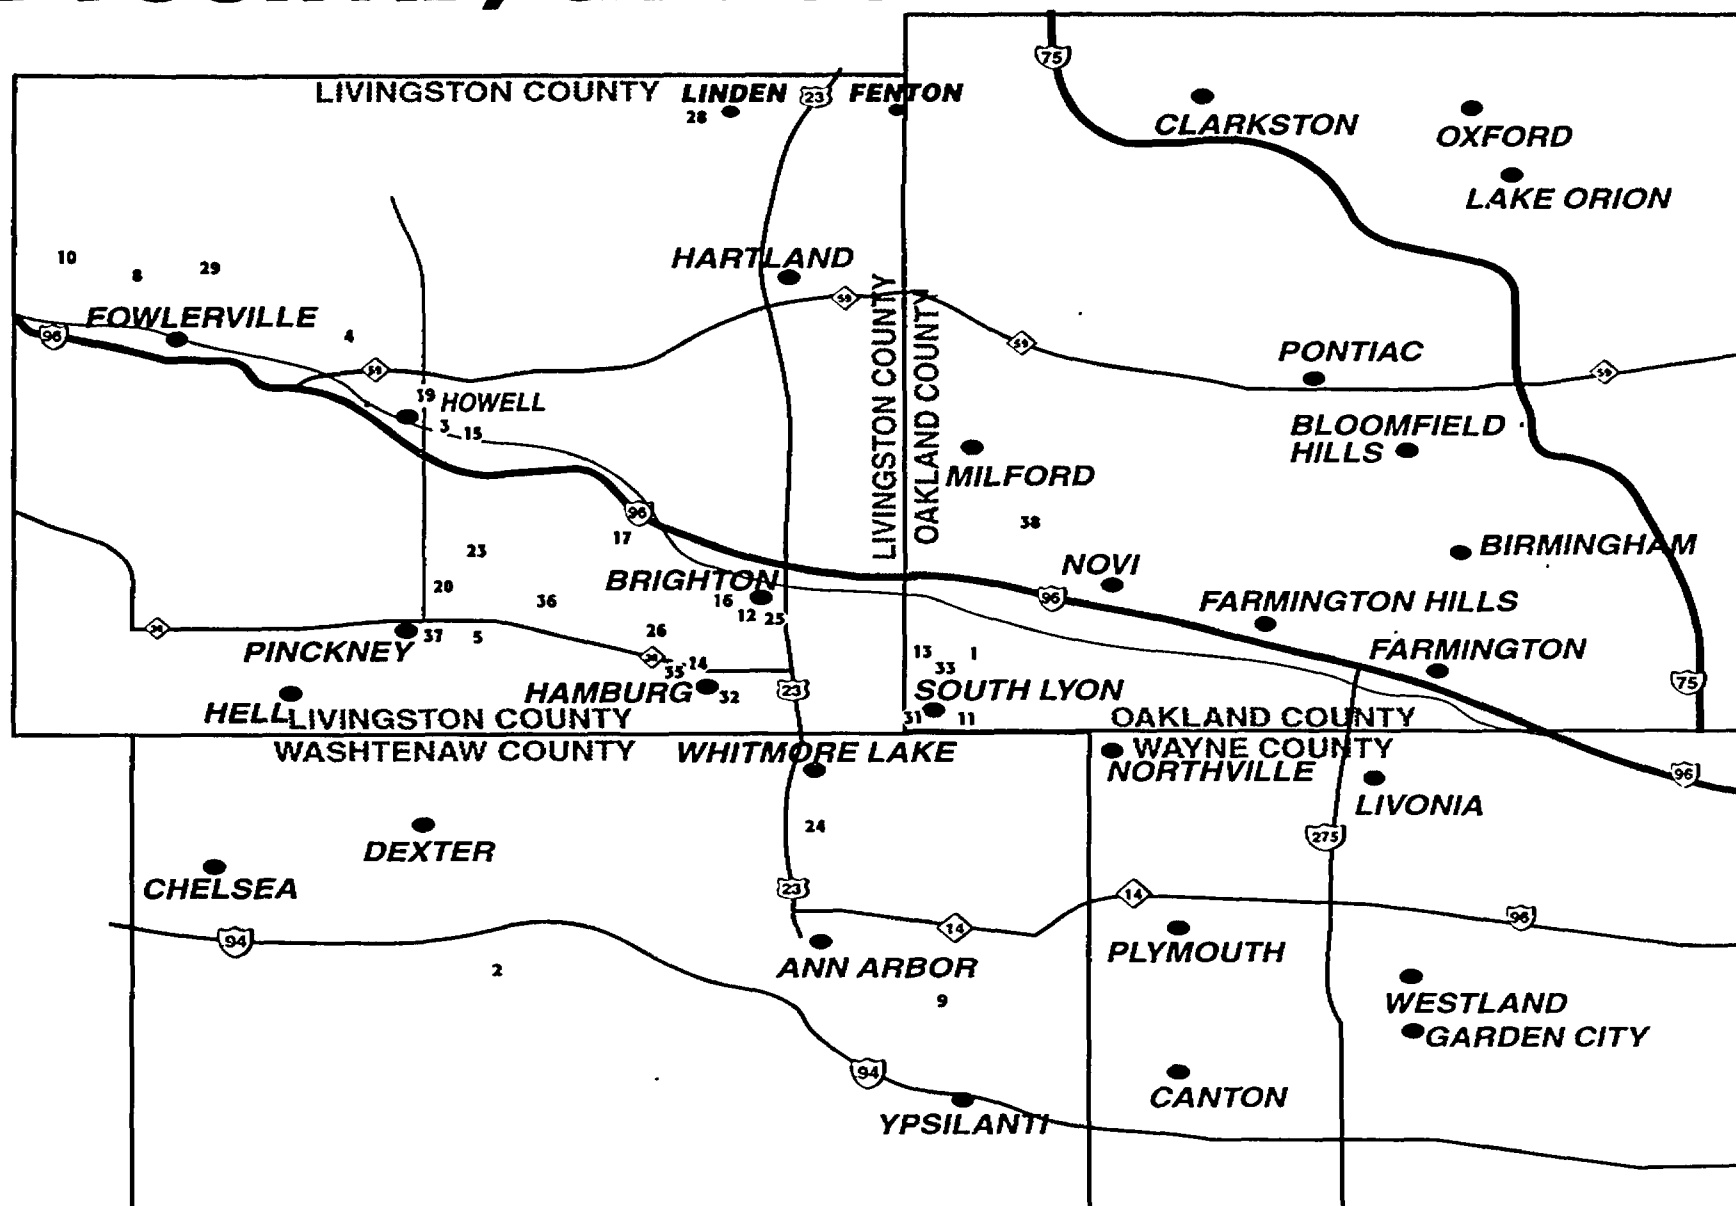 75
LIVINGSTON COUNTY
LINDEN
23
FENTON
28
CLARKSTON
OXFORD
LAKE ORION
10
8
29
HARTLAND
59
LIVINGSTON COUNTY
OAKLAND COUNTY
96
FOWLERVILLE
4
59
59
PONTIAC
59
19
HOWELL
3
15
BLOOMFIELD
HILLS
MILFORD
96
17
38
23
BIRMINGHAM
20
36
BRIGHTON
16
12
25
NOVI
96
FARMINGTON HILLS
PINCKNEY
37
5
26
35
14
13
1
33
FARMINGTON
HELL
HAMBURG
32
23
SOUTH LYON
31
11
75
LIVINGSTON COUNTY
OAKLAND COUNTY
WASHTENAW COUNTY
WHITMORE LAKE
WAYNE COUNTY
NORTHVILLE
96
LIVONIA
24
275
DEXTER
CHELSEA
23
14
14
96
94
PLYMOUTH
ANN ARBOR
2
9
WESTLAND
GARDEN CITY
94
CANTON
YPSILANTI